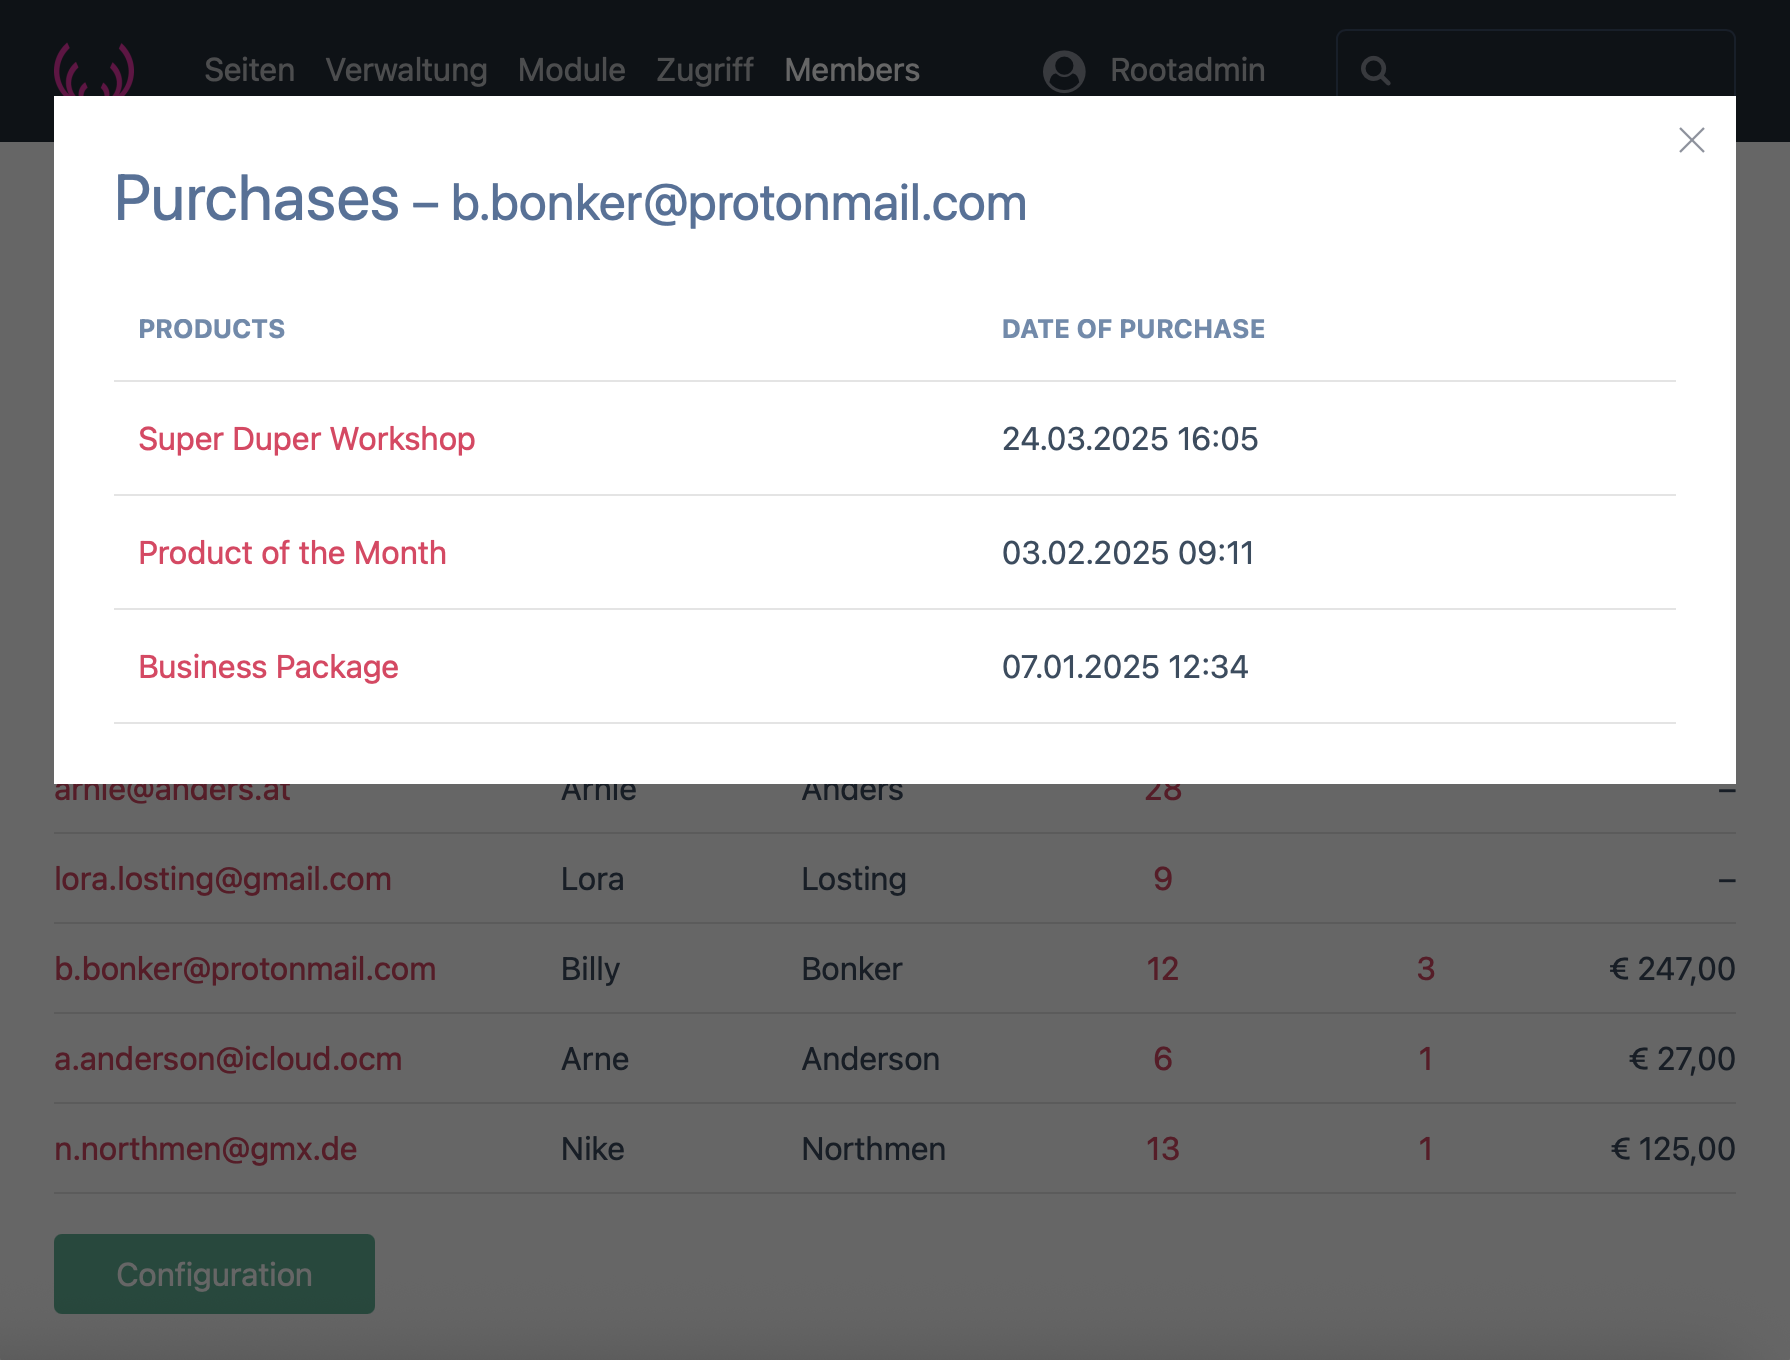 Seiten Verwaltung Module Zugriff Members Rootadmin
Purchases – b.bonker@protonmail.com
PRODUCTS DATE OF PURCHASE
Super Duper Workshop 24.03.2025 16:05
Product of the Month 03.02.2025 09:11
Business Package 07.01.2025 12:34
arnie@anders.at Arnie Anders 28 –
lora.losting@gmail.com Lora Losting 9 –
b.bonker@protonmail.com Billy Bonker 12 3 € 247,00
a.anderson@icloud.ocm Arne Anderson 6 1 € 27,00
n.northmen@gmx.de Nike Northmen 13 1 € 125,00
Configuration